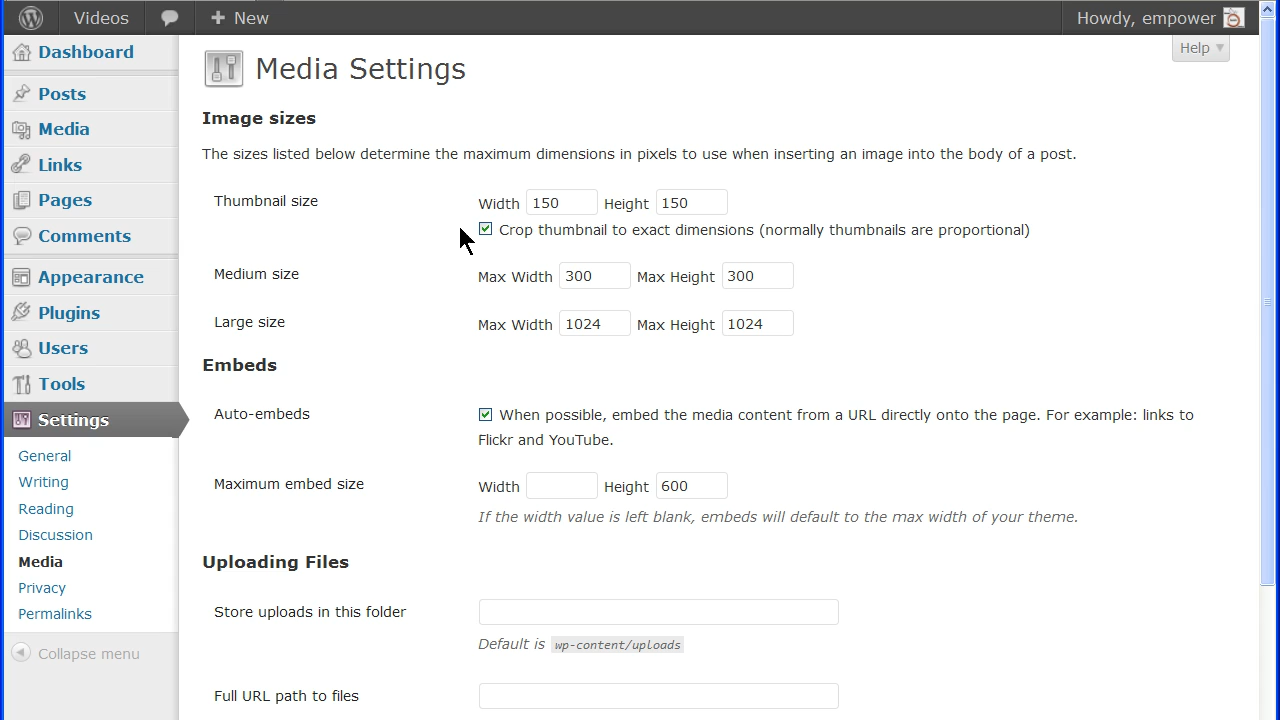 Videos New Howdy, empower
Help
Dashboard
Posts
Media
Links
Pages
Comments
Appearance
Plugins
Users
Tools
Settings
General
Writing
Reading
Discussion
Media
Privacy
Permalinks
Collapse menu
Media Settings
Image sizes
The sizes listed below determine the maximum dimensions in pixels to use when inserting an image into the body of a post.
Thumbnail size Width 150 Height 150
Crop thumbnail to exact dimensions (normally thumbnails are proportional)
Medium size Max Width 300 Max Height 300
Large size Max Width 1024 Max Height 1024
Embeds
Auto-embeds When possible, embed the media content from a URL directly onto the page. For example: links to
Flickr and YouTube.
Maximum embed size Width Height 600
If the width value is left blank, embeds will default to the max width of your theme.
Uploading Files
Store uploads in this folder
Default is wp-content/uploads
Full URL path to files